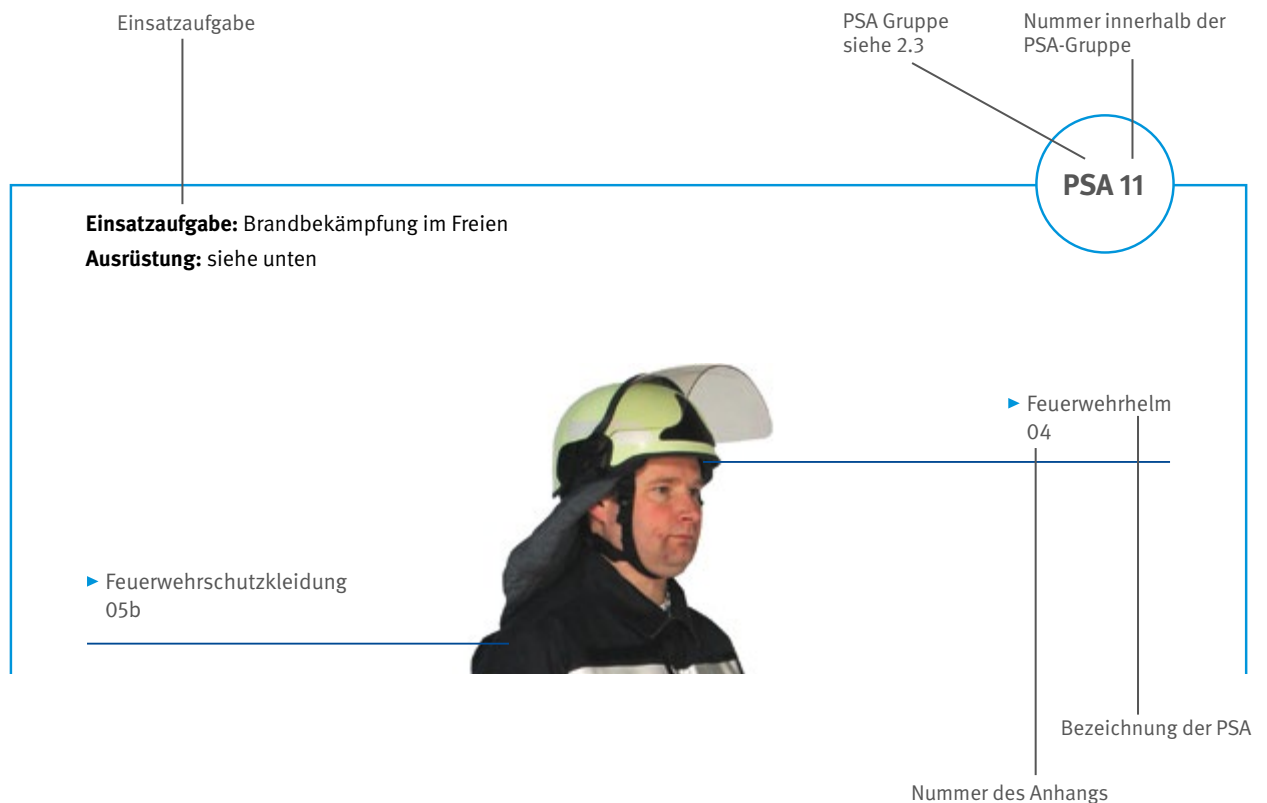 Einsatzaufgabe
PSA Gruppe
siehe 2.3
Nummer innerhalb der
PSA-Gruppe
PSA 11
Einsatzaufgabe: Brandbekämpfung im Freien
Ausrüstung: siehe unten
► Feuerwehrhelm
04
► Feuerwehrschutzkleidung
05b
Bezeichnung der PSA
Nummer des Anhangs